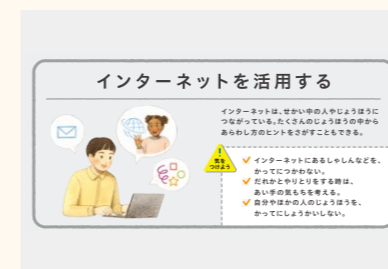 インターネットを活用する
インターネットは、せかい中の人やじょうほうに
つながっている。たくさんのじょうほうの中から
あらわし方のヒントをさがすこともできる。
!
気を
つけよう
インターネットにあるしゃしんなどを、
かってにつかわない。
だれかとやりとりをする時は、
あい手の気もちを考える。
自分やほかの人のじょうほうを、
かってにしょうかいしない。